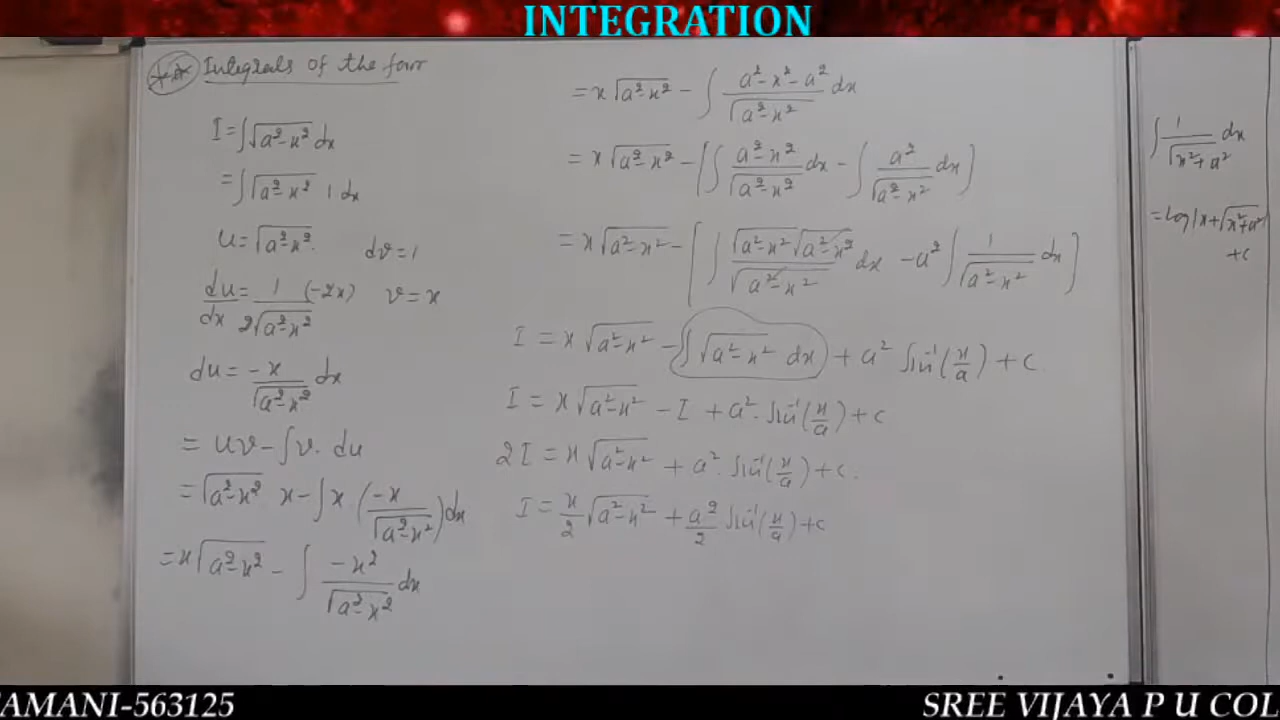 INTEGRATION
** Integrals of the form
I = ∫√(a²-x²) dx
= ∫√(a²-x²) 1 dx
u = √(a²-x²). dv = 1
du/dx = 1/(2√(a²-x²)) (-2x) v = x
du = -x/√(a²-x²) dx
= uv - ∫v. du
= √(a²-x²) x - ∫x (-x/√(a²-x²)) dx
= x√(a²-x²) - ∫ -x²/√(a²-x²) dx
= x√(a²-x²) - ∫ (a²-x²-a²)/√(a²-x²) dx
= x√(a²-x²) - [∫ (a²-x²)/√(a²-x²) dx - ∫ a²/√(a²-x²) dx]
= x√(a²-x²) - [∫ √(a²-x²)√(a²-x²)/√(a²-x²) dx - a² ∫ 1/√(a²-x²) dx]
I = x√(a²-x²) - ∫√(a²-x²) dx + a² sin⁻¹(x/a) + c
I = x√(a²-x²) - I + a². sin⁻¹(x/a) + c
2I = x√(a²-x²) + a². sin⁻¹(x/a) + c.
I = x/2 √(a²-x²) + a²/2 sin⁻¹(x/a) + c
∫ 1/√(x²+a²) dx
= log|x+√(x²+a²)|
+c
AMANI-563125
SREE VIJAYA P U COL